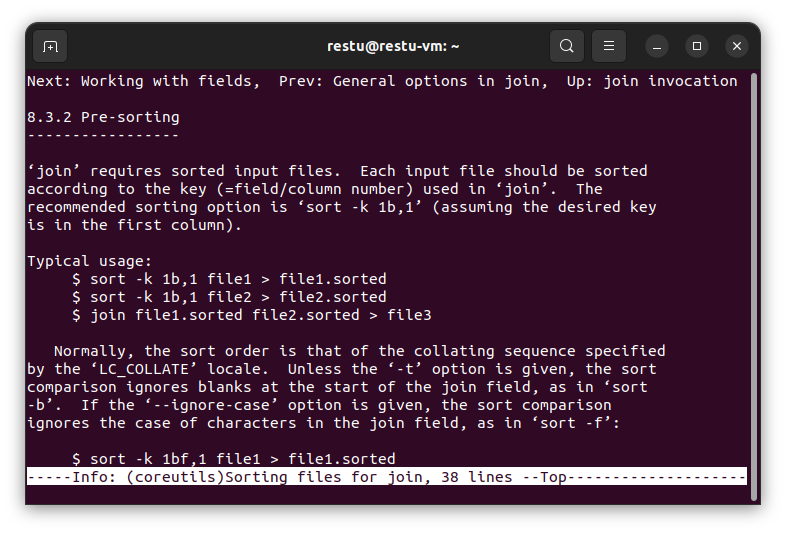 restu@restu-vm: ~
Next: Working with fields,  Prev: General options in join,  Up: join invocation
8.3.2 Pre-sorting
-----------------
‘join’ requires sorted input files.  Each input file should be sorted
according to the key (=field/column number) used in ‘join’.  The
recommended sorting option is ‘sort -k 1b,1’ (assuming the desired key
is in the first column).
Typical usage:
     $ sort -k 1b,1 file1 > file1.sorted
     $ sort -k 1b,1 file2 > file2.sorted
     $ join file1.sorted file2.sorted > file3
   Normally, the sort order is that of the collating sequence specified
by the ‘LC_COLLATE’ locale.  Unless the ‘-t’ option is given, the sort
comparison ignores blanks at the start of the join field, as in ‘sort
-b’.  If the ‘--ignore-case’ option is given, the sort comparison
ignores the case of characters in the join field, as in ‘sort -f’:
     $ sort -k 1bf,1 file1 > file1.sorted
-----Info: (coreutils)Sorting files for join, 38 lines --Top--------------------